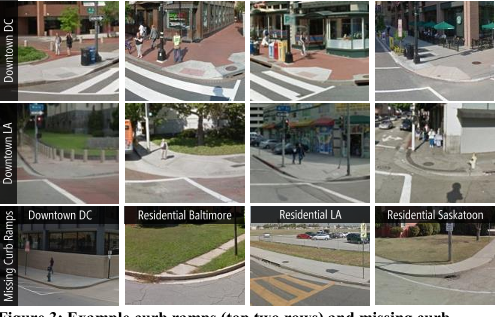 Downtown DC
Downtown LA
Missing Curb Ramps
Downtown DC
Residential Baltimore
Residential LA
Residential Saskatoon
Figure 3: Example curb ramps (top two rows) and missing curb